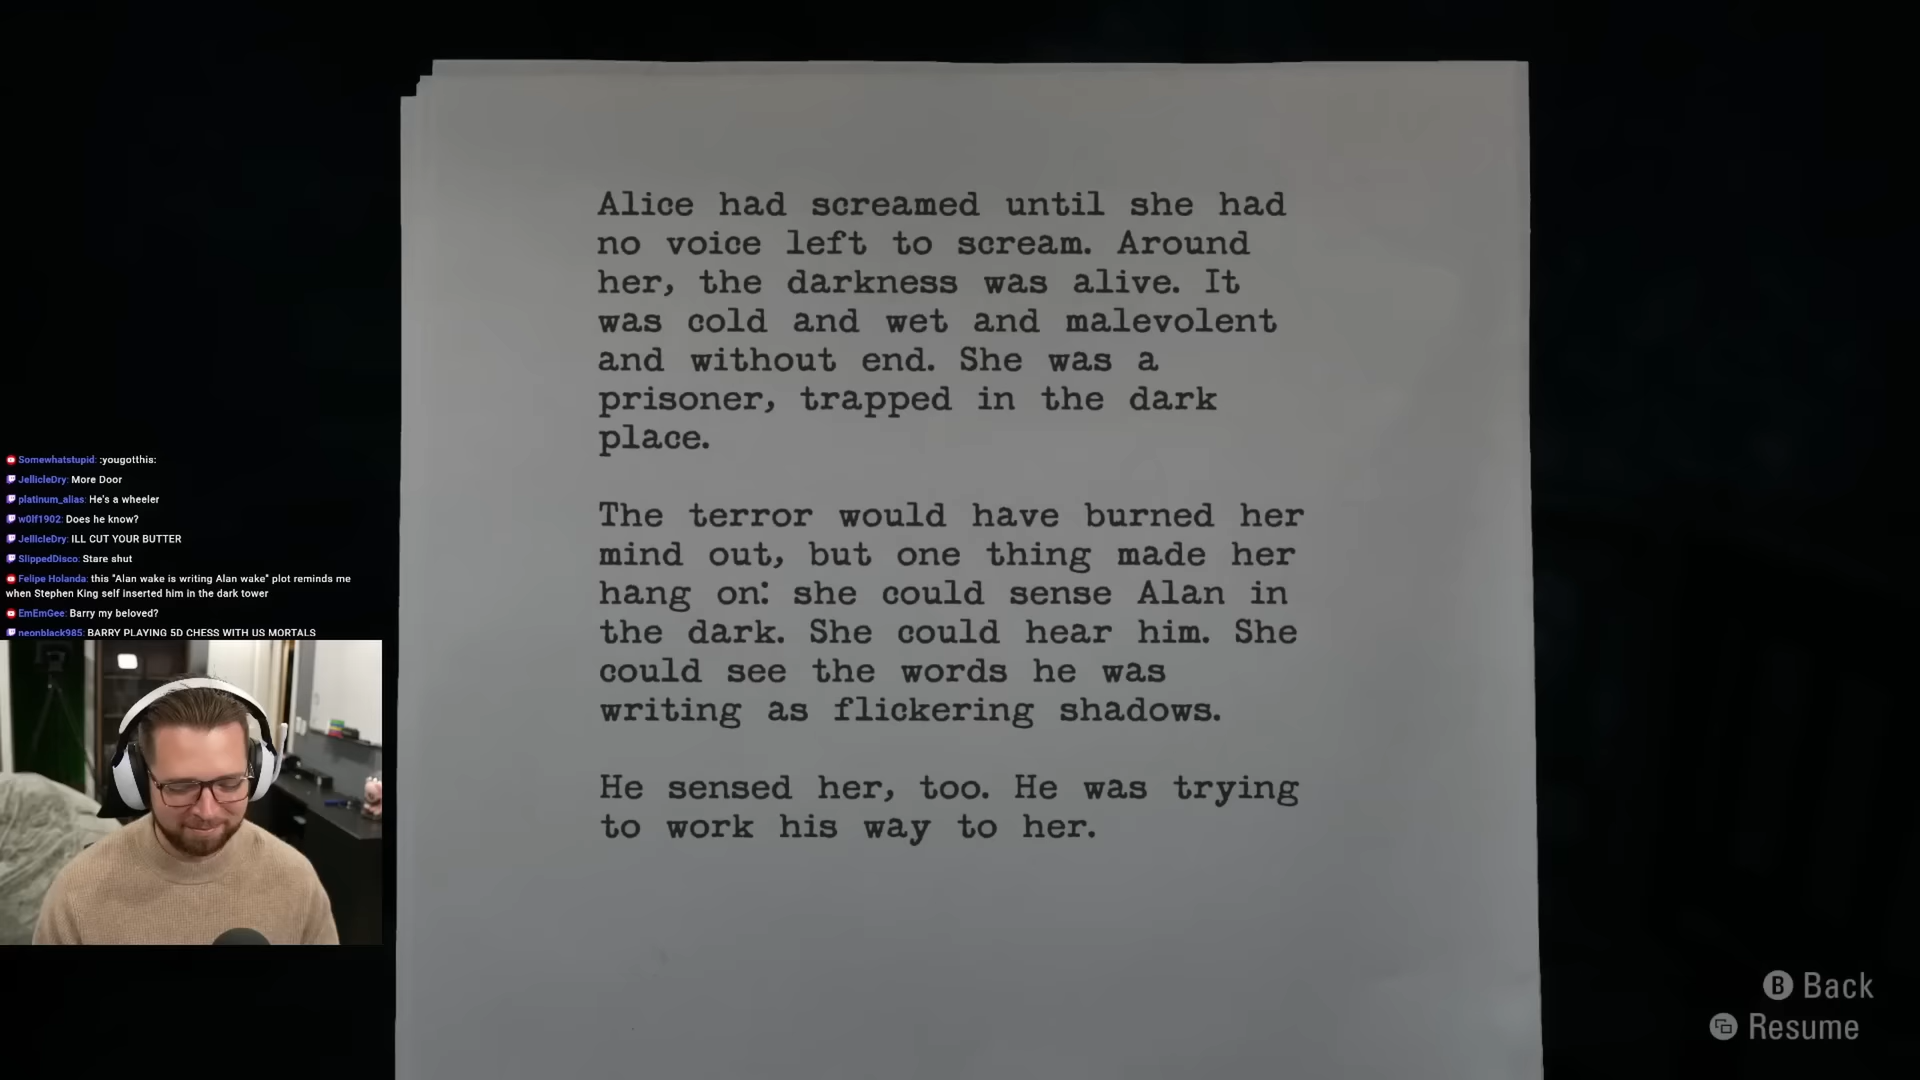 Alice had screamed until she had
no voice left to scream. Around
her, the darkness was alive. It
was cold and wet and malevolent
and without end. She was a
prisoner, trapped in the dark
place.
The terror would have burned her
mind out, but one thing made her
hang on: she could sense Alan in
the dark. She could hear him. She
could see the words he was
writing as flickering shadows.
He sensed her, too. He was trying
to work his way to her.
Somewhatstupid: :yougotthis:
JellicleDry: More Door
platinum_alias: He's a wheeler
w0lf1902: Does he know?
JellicleDry: ILL CUT YOUR BUTTER
SlippedDisco: Stare shut
Felipe Holanda: this "Alan wake is writing Alan wake" plot reminds me
when Stephen King self inserted him in the dark tower
EmEmGee: Barry my beloved?
neonblack985: BARRY PLAYING 5D CHESS WITH US MORTALS
B Back
Resume